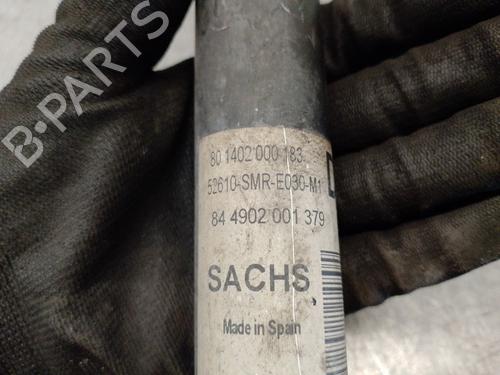 80 1402 000 183
52610-SMR-E030-M1
84 4902 001 379
SACHS
Made in Spain
B-PARTS